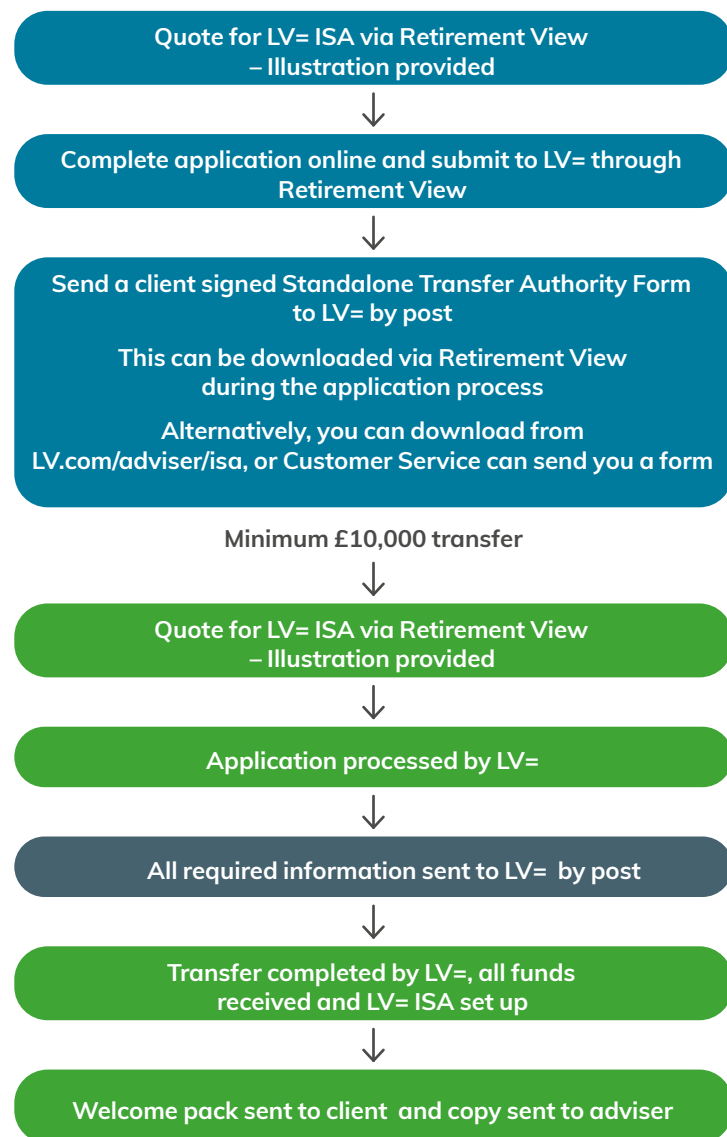 Quote for LV= ISA via Retirement View
– Illustration provided
Complete application online and submit to LV= through
Retirement View
Send a client signed Standalone Transfer Authority Form
to LV= by post
This can be downloaded via Retirement View
during the application process
Alternatively, you can download from
LV.com/adviser/isa, or Customer Service can send you a form
Minimum £10,000 transfer
Quote for LV= ISA via Retirement View
– Illustration provided
Application processed by LV=
All required information sent to LV= by post
Transfer completed by LV=, all funds
received and LV= ISA set up
Welcome pack sent to client and copy sent to adviser